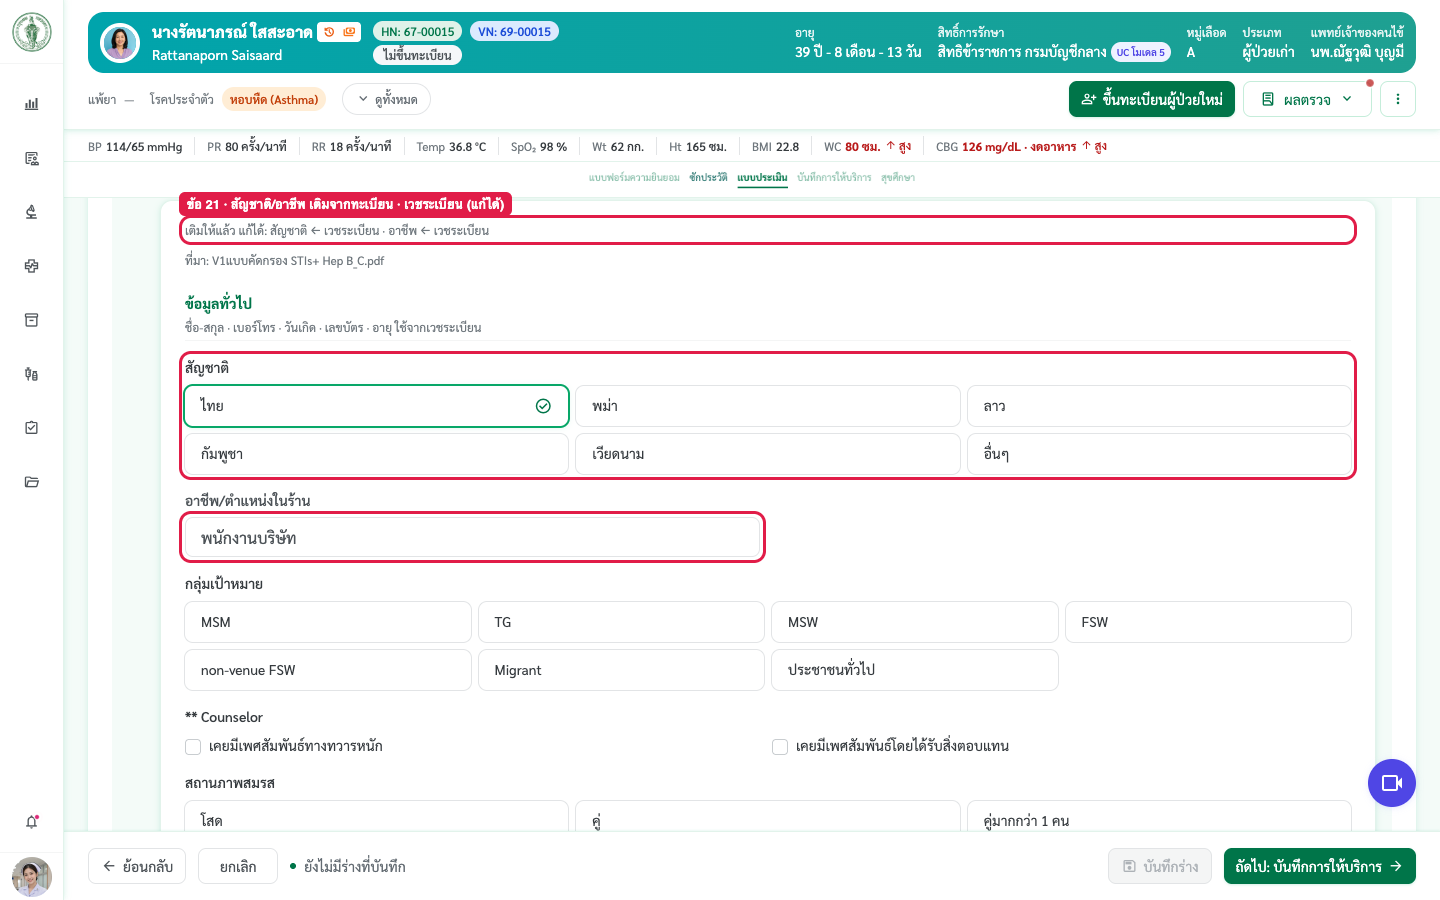 นางรัตนาภรณ์ ใสสะอาด
Rattanaporn Saisaard
HN: 67-00015
VN: 69-00015
ไม่ขึ้นทะเบียน
อายุ
39 ปี - 8 เดือน - 13 วัน
สิทธิ์การรักษา
สิทธิข้าราชการ กรมบัญชีกลาง UC โมเดล 5
หมู่เลือด
A
ประเภท
ผู้ป่วยเก่า
แพทย์เจ้าของคนไข้
นพ.ณัฐวุฒิ บุญมี
แพ้ยา — โรคประจำตัว หอบหืด (Asthma) ดูทั้งหมด
ขึ้นทะเบียนผู้ป่วยใหม่
ผลตรวจ
BP 114/65 mmHg PR 80 ครั้ง/นาที RR 18 ครั้ง/นาที Temp 36.8 °C SpO₂ 98 % Wt 62 กก. Ht 165 ซม. BMI 22.8 WC 80 ซม. ↑ สูง CBG 126 mg/dL · งดอาหาร ↑ สูง
แบบฟอร์มความยินยอม ซักประวัติ แบบประเมิน บันทึกการให้บริการ สุขศึกษา
ข้อ 21 · สัญชาติ/อาชีพ เติมจากทะเบียน · เวชระเบียน (แก้ได้)
เติมให้แล้ว แก้ได้: สัญชาติ ← เวชระเบียน · อาชีพ ← เวชระเบียน
ที่มา: V1แบบคัดกรอง STIs+ Hep B_C.pdf
ข้อมูลทั่วไป
ชื่อ-สกุล · เบอร์โทร · วันเกิด · เลขบัตร · อายุ ใช้จากเวชระเบียน
สัญชาติ
ไทย พม่า ลาว
กัมพูชา เวียดนาม อื่นๆ
อาชีพ/ตำแหน่งในร้าน
พนักงานบริษัท
กลุ่มเป้าหมาย
MSM TG MSW FSW
non-venue FSW Migrant ประชาชนทั่วไป
** Counselor
เคยมีเพศสัมพันธ์ทางทวารหนัก เคยมีเพศสัมพันธ์โดยได้รับสิ่งตอบแทน
สถานภาพสมรส
โสด คู่ คู่มากกว่า 1 คน
← ย้อนกลับ ยกเลิก ยังไม่มีร่างที่บันทึก บันทึกร่าง ถัดไป: บันทึกการให้บริการ →